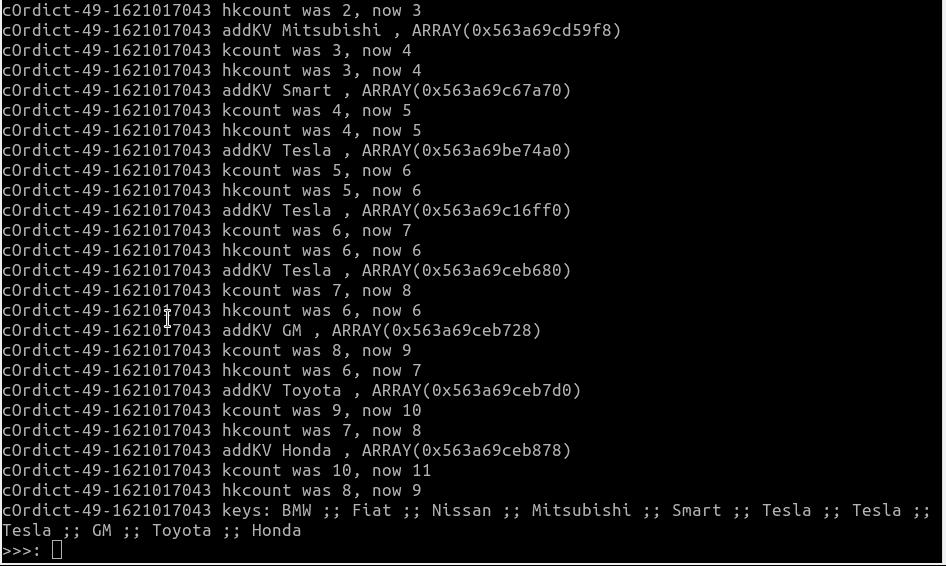 cOrdict-49-1621017043 hkcount was 2, now 3
cOrdict-49-1621017043 addKV Mitsubishi , ARRAY(0x563a69cd59f8)
cOrdict-49-1621017043 kcount was 3, now 4
cOrdict-49-1621017043 hkcount was 3, now 4
cOrdict-49-1621017043 addKV Smart , ARRAY(0x563a69c67a70)
cOrdict-49-1621017043 kcount was 4, now 5
cOrdict-49-1621017043 hkcount was 4, now 5
cOrdict-49-1621017043 addKV Tesla , ARRAY(0x563a69be74a0)
cOrdict-49-1621017043 kcount was 5, now 6
cOrdict-49-1621017043 hkcount was 5, now 6
cOrdict-49-1621017043 addKV Tesla , ARRAY(0x563a69c16ff0)
cOrdict-49-1621017043 kcount was 6, now 7
cOrdict-49-1621017043 hkcount was 6, now 6
cOrdict-49-1621017043 addKV Tesla , ARRAY(0x563a69ceb680)
cOrdict-49-1621017043 kcount was 7, now 8
cOrdict-49-1621017043 hkcount was 6, now 6
cOrdict-49-1621017043 addKV GM , ARRAY(0x563a69ceb728)
cOrdict-49-1621017043 kcount was 8, now 9
cOrdict-49-1621017043 hkcount was 6, now 7
cOrdict-49-1621017043 addKV Toyota , ARRAY(0x563a69ceb7d0)
cOrdict-49-1621017043 kcount was 9, now 10
cOrdict-49-1621017043 hkcount was 7, now 8
cOrdict-49-1621017043 addKV Honda , ARRAY(0x563a69ceb878)
cOrdict-49-1621017043 kcount was 10, now 11
cOrdict-49-1621017043 hkcount was 8, now 9
cOrdict-49-1621017043 keys: BMW ;; Fiat ;; Nissan ;; Mitsubishi ;; Smart ;; Tesla ;; Tesla ;;
Tesla ;; GM ;; Toyota ;; Honda
>>>: